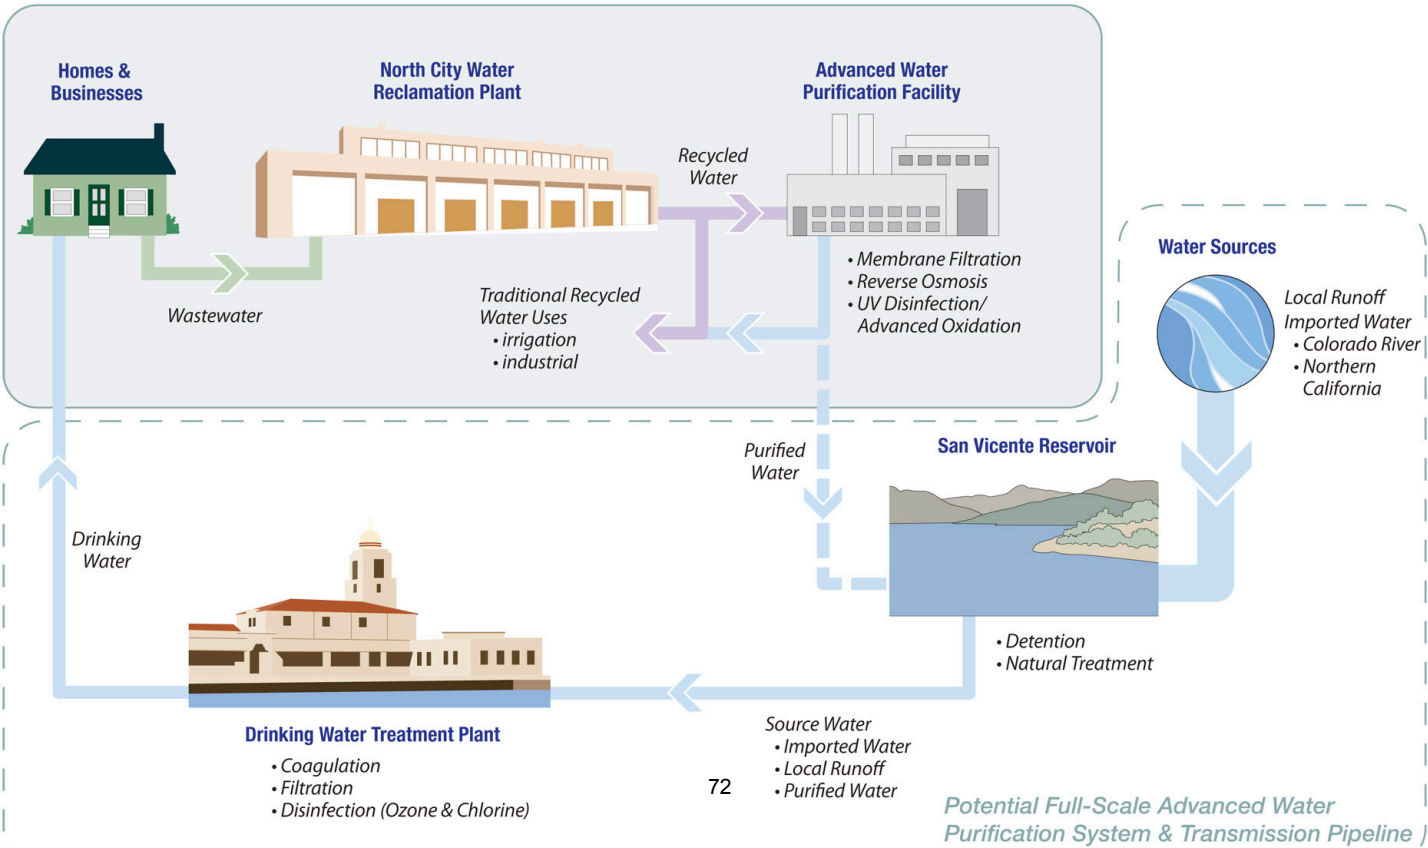 Homes &
Businesses
North City Water
Reclamation Plant
Advanced Water
Purification Facility
Recycled
Water
Wastewater
Traditional Recycled
Water Uses
• irrigation
• industrial
• Membrane Filtration
• Reverse Osmosis
• UV Disinfection/
Advanced Oxidation
Water Sources
Local Runoff
Imported Water
• Colorado River
• Northern
California
Purified
Water
San Vicente Reservoir
• Detention
• Natural Treatment
Drinking
Water
Drinking Water Treatment Plant
• Coagulation
• Filtration
• Disinfection (Ozone & Chlorine)
Source Water
• Imported Water
• Local Runoff
• Purified Water
72
Potential Full-Scale Advanced Water
Purification System & Transmission Pipeline